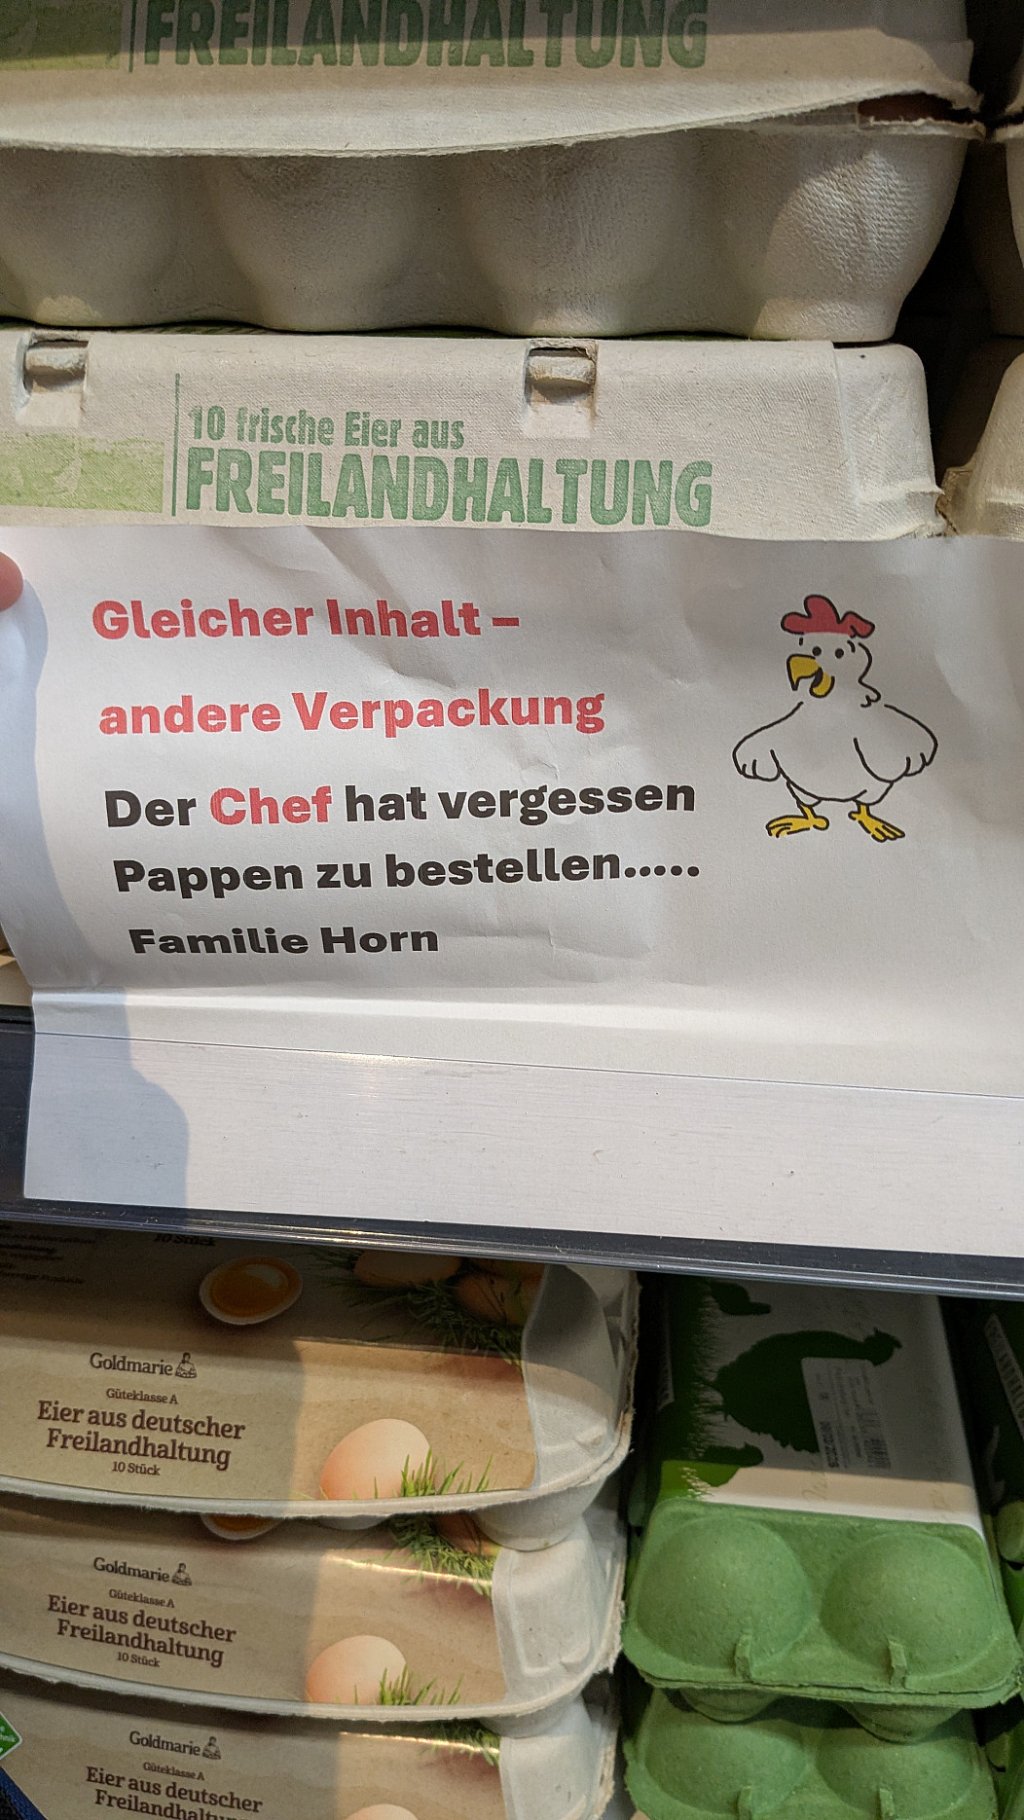 FREILANDHALTUNG
10 frische Eier aus
FREILANDHALTUNG
Gleicher Inhalt –
andere Verpackung
Der Chef hat vergessen
Pappen zu bestellen.....
Familie Horn
10 Stück
Goldmarie
Güteklasse A
Eier aus deutscher
Freilandhaltung
10 Stück
Goldmarie
Güteklasse A
Eier aus deutscher
Freilandhaltung
10 Stück
Goldmarie
Güteklasse A
Eier aus deutscher